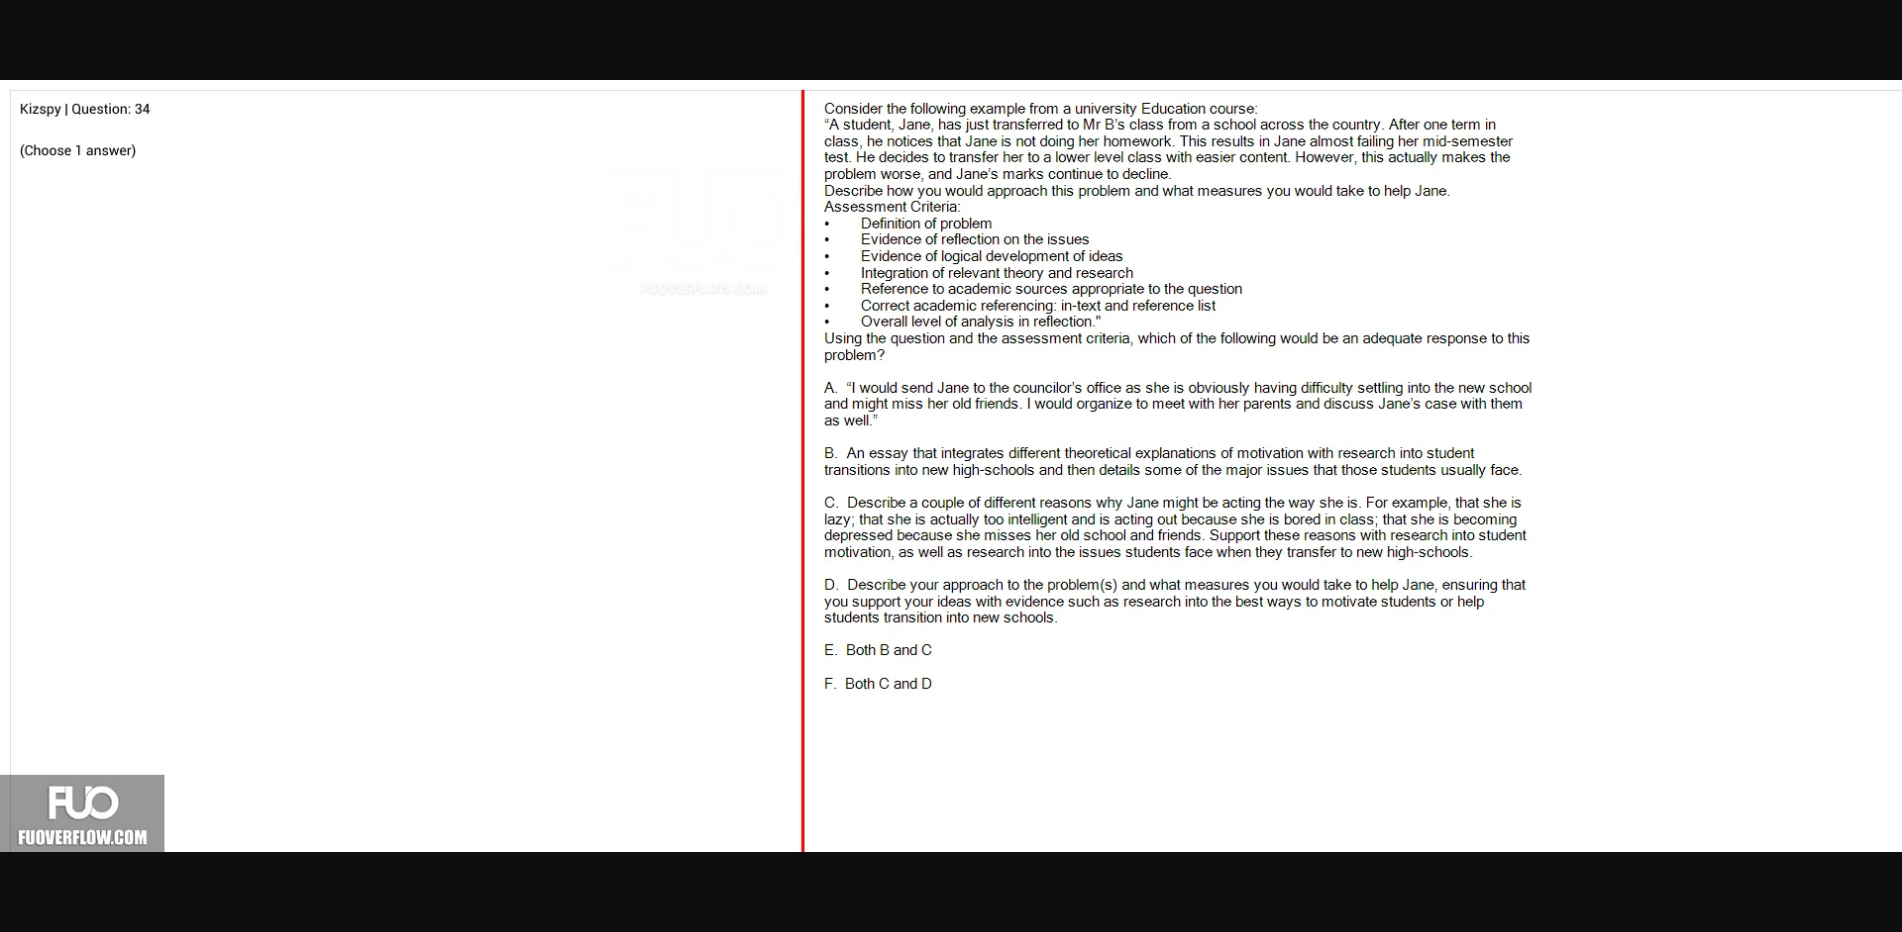 Kizspy | Question: 34
(Choose 1 answer)
Consider the following example from a university Education course:
“A student, Jane, has just transferred to Mr B’s class from a school across the country. After one term in
class, he notices that Jane is not doing her homework. This results in Jane almost failing her mid-semester
test. He decides to transfer her to a lower level class with easier content. However, this actually makes the
problem worse, and Jane’s marks continue to decline.
Describe how you would approach this problem and what measures you would take to help Jane.
Assessment Criteria:
• Definition of problem
• Evidence of reflection on the issues
• Evidence of logical development of ideas
• Integration of relevant theory and research
• Reference to academic sources appropriate to the question
• Correct academic referencing: in-text and reference list
• Overall level of analysis in reflection."
Using the question and the assessment criteria, which of the following would be an adequate response to this
problem?
A. “I would send Jane to the councilor’s office as she is obviously having difficulty settling into the new school
and might miss her old friends. I would organize to meet with her parents and discuss Jane’s case with them
as well.”
B. An essay that integrates different theoretical explanations of motivation with research into student
transitions into new high-schools and then details some of the major issues that those students usually face.
C. Describe a couple of different reasons why Jane might be acting the way she is. For example, that she is
lazy; that she is actually too intelligent and is acting out because she is bored in class; that she is becoming
depressed because she misses her old school and friends. Support these reasons with research into student
motivation, as well as research into the issues students face when they transfer to new high-schools.
D. Describe your approach to the problem(s) and what measures you would take to help Jane, ensuring that
you support your ideas with evidence such as research into the best ways to motivate students or help
students transition into new schools.
E. Both B and C
F. Both C and D
FUO
FUOVERFLOW.COM
FUO
FUOVERFLOW.COM